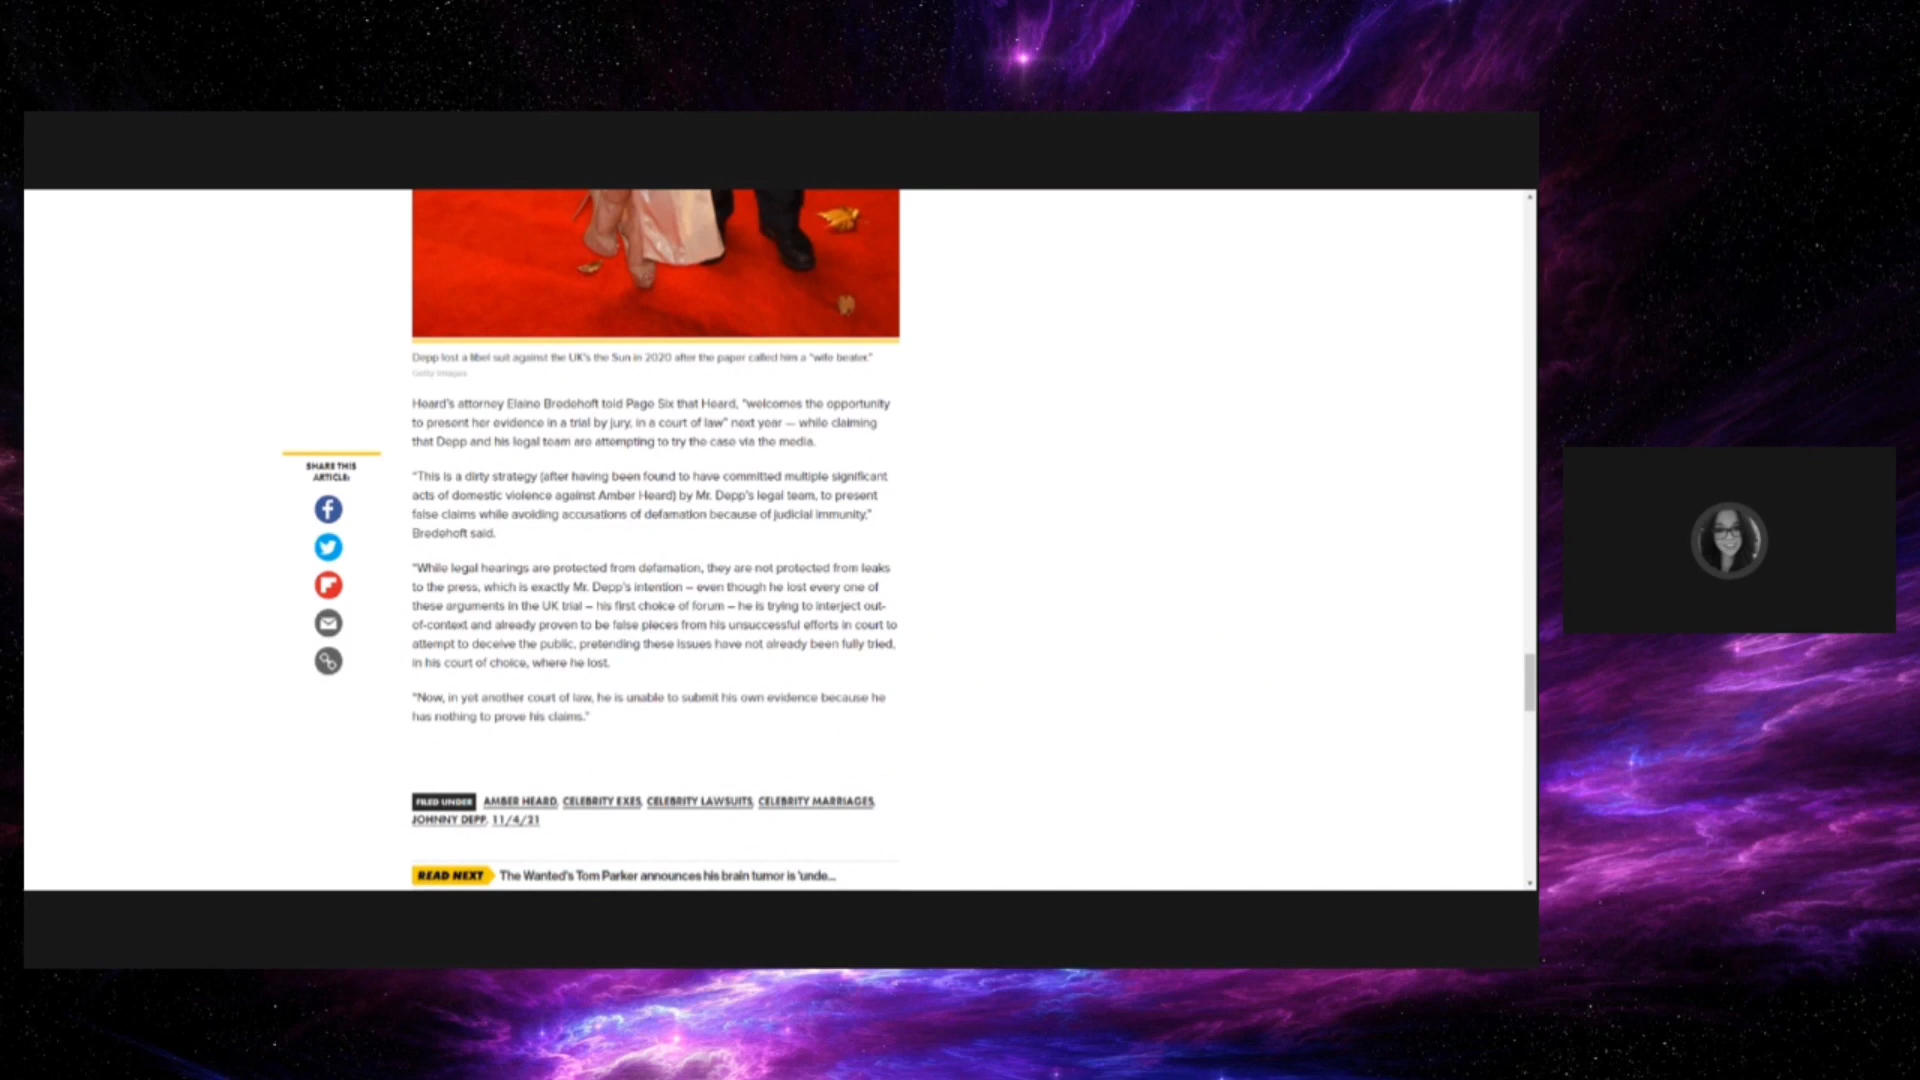 Depp lost a libel suit against the UK's the Sun in 2020 after the paper called him a "wife beater."
Getty Images
Heard's attorney Elaine Bredehoft told Page Six that Heard, "welcomes the opportunity
to present her evidence in a trial by jury, in a court of law" next year — while claiming
that Depp and his legal team are attempting to try the case via the media.
SHARE THIS
ARTICLE:
"This is a dirty strategy (after having been found to have committed multiple significant
acts of domestic violence against Amber Heard) by Mr. Depp's legal team, to present
false claims while avoiding accusations of defamation because of judicial immunity,"
Bredehoft said.
"While legal hearings are protected from defamation, they are not protected from leaks
to the press, which is exactly Mr. Depp's intention – even though he lost every one of
these arguments in the UK trial – his first choice of forum – he is trying to interject out-
of-context and already proven to be false pieces from his unsuccessful efforts in court to
attempt to deceive the public, pretending these issues have not already been fully tried,
in his court of choice, where he lost.
"Now, in yet another court of law, he is unable to submit his own evidence because he
has nothing to prove his claims."
FILED UNDER AMBER HEARD, CELEBRITY EXES, CELEBRITY LAWSUITS, CELEBRITY MARRIAGES,
JOHNNY DEPP, 11/4/21
READ NEXT The Wanted's Tom Parker announces his brain tumor is 'unde...